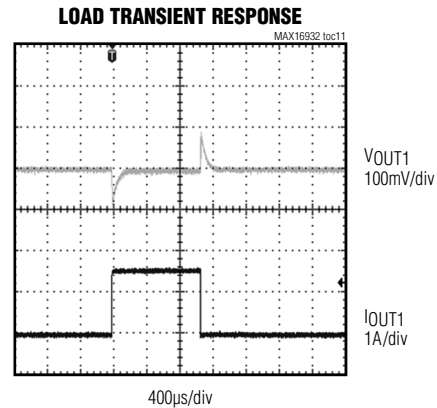 LOAD TRANSIENT RESPONSE
MAX16932 toc11
T
VOUT1
100mV/div
IOUT1
1A/div
400µs/div